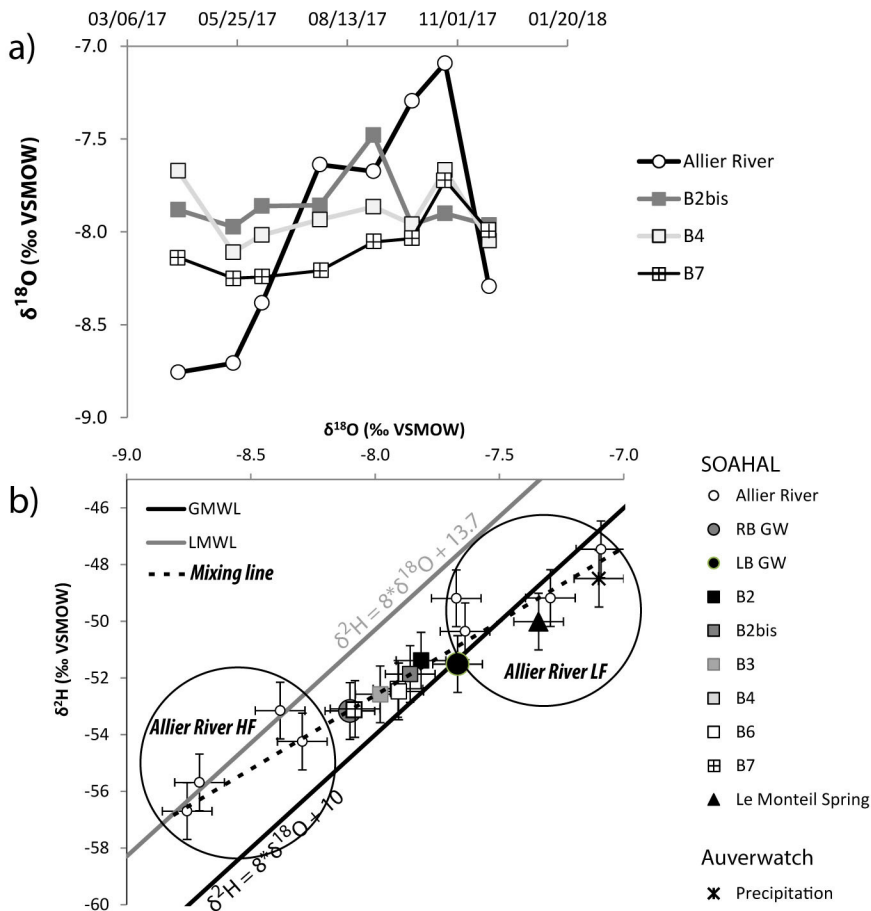 03/06/17 05/25/17 08/13/17 11/01/17 01/20/18
a)
-7.0
-7.5
-8.0
-8.5
-9.0
δ¹⁸O (‰ VSMOW)
Allier River
B2bis
B4
B7
δ¹⁸O (‰ VSMOW)
-9.0 -8.5 -8.0 -7.5 -7.0
b)
-46
-48
-50
-52
-54
-56
-58
-60
δ²H (‰ VSMOW)
GMWL
LMWL
Mixing line
δ²H = 8*δ¹⁸O + 13.7
δ²H = 8*δ¹⁸O + 10
Allier River HF
Allier River LF
SOAHAL
Allier River
RB GW
LB GW
B2
B2bis
B3
B4
B6
B7
Le Monteil Spring
Auverwatch
Precipitation